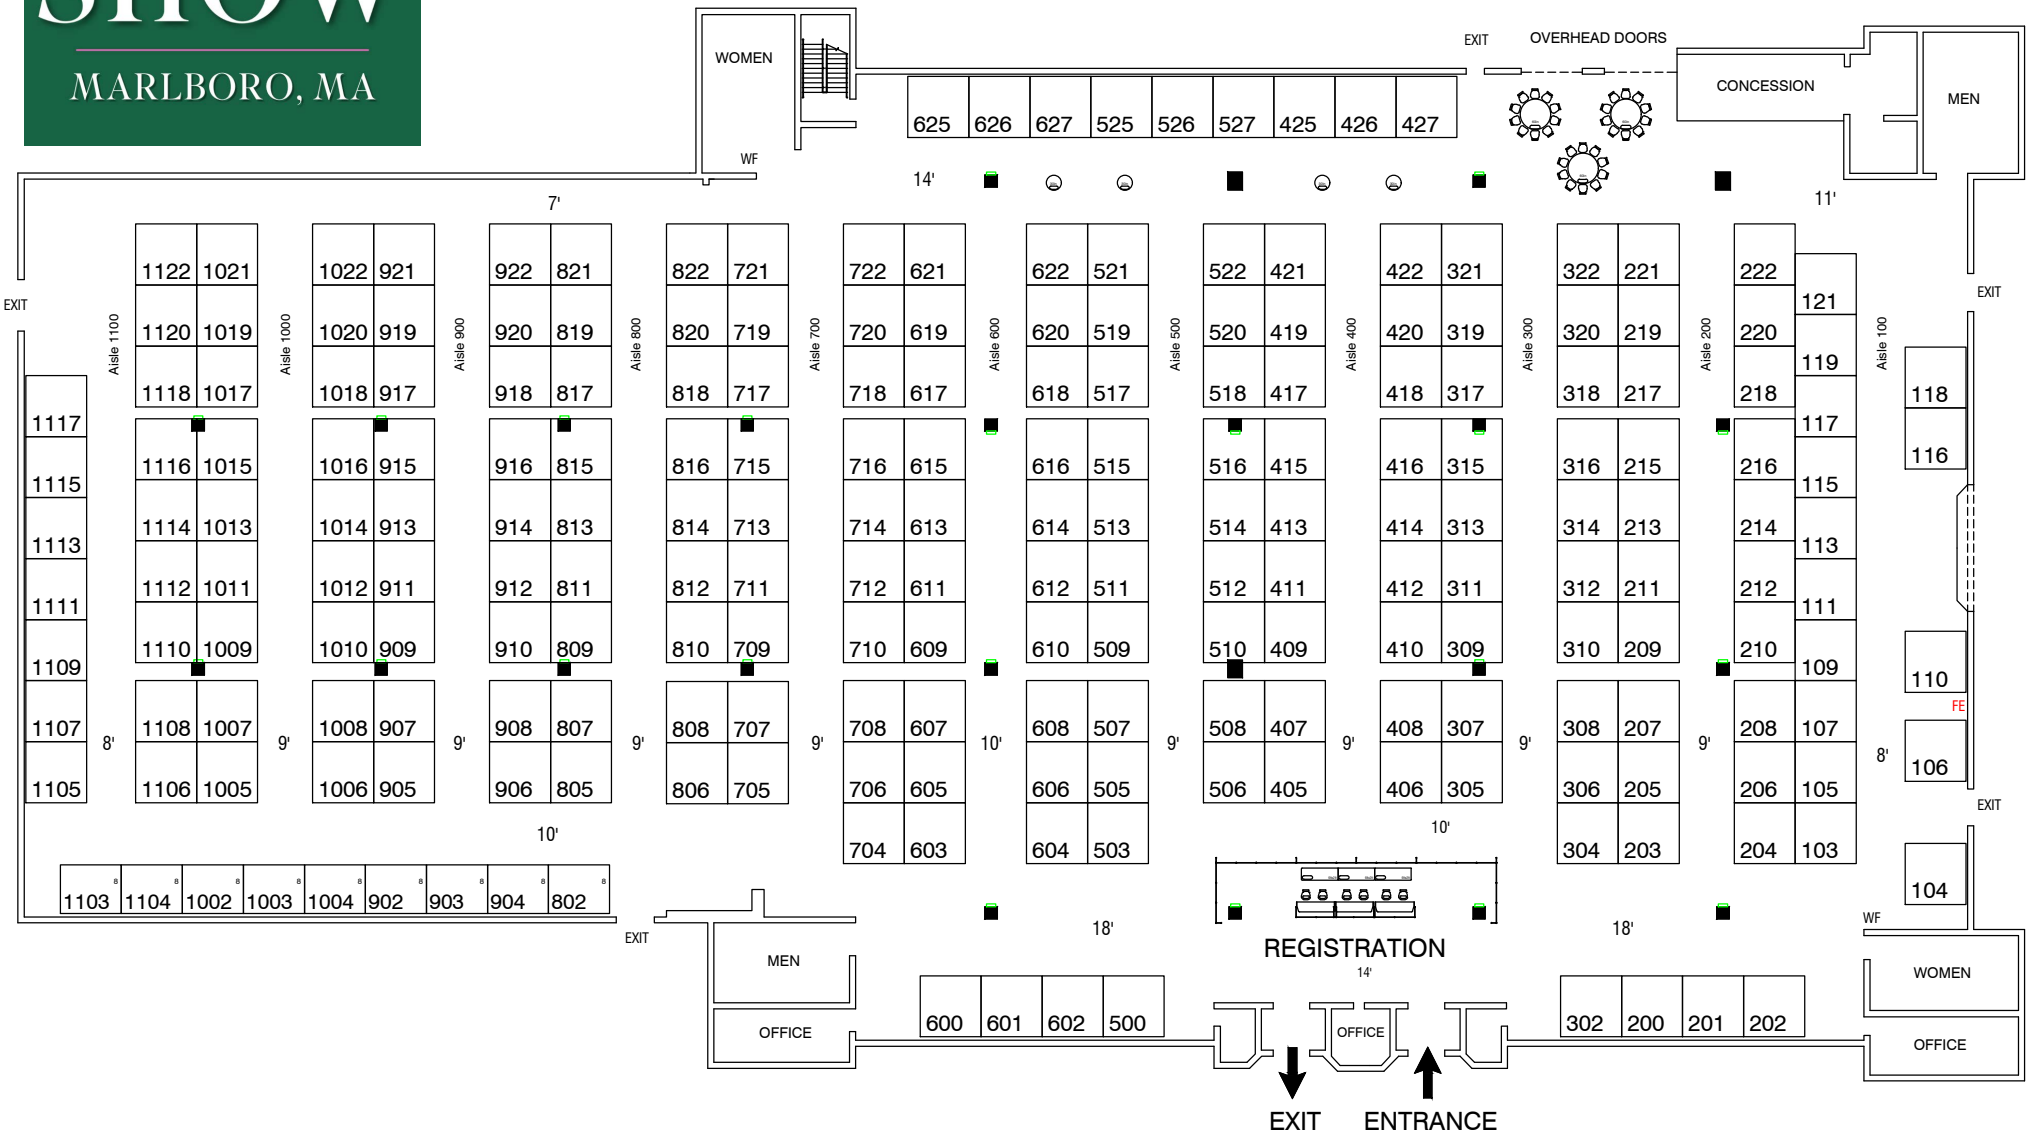 SHOW
MARLBORO, MA
WOMEN
EXIT
OVERHEAD DOORS
CONCESSION
MEN
625 626 627 525 526 527 425 426 427
WF
14'
7'
11'
1122 1021 1022 921 922 821 822 721 722 621 622 521 522 421 422 321 322 221 222
121
EXIT
EXIT
Aisle 1100
Aisle 1000
Aisle 900
Aisle 800
Aisle 700
Aisle 600
Aisle 500
Aisle 400
Aisle 300
Aisle 200
Aisle 100
1120 1019 1020 919 920 819 820 719 720 619 620 519 520 419 420 319 320 219 220
119
1118 1017 1018 917 918 817 818 717 718 617 618 517 518 417 418 317 318 217 218
118
1117
117
1116 1015 1016 915 916 815 816 715 716 615 616 515 516 415 416 315 316 215 216
116
1115
115
1114 1013 1014 913 914 813 814 713 714 613 614 513 514 413 414 313 314 213 214
1113
113
1112 1011 1012 911 912 811 812 711 712 611 612 511 512 411 412 311 312 211 212
1111
111
1110 1009 1010 909 910 809 810 709 710 609 610 509 510 409 410 309 310 209 210
1109
109
110
FE
1107 1108 1007 1008 907 908 807 808 707 708 607 608 507 508 407 408 307 308 207 208 107
8' 9' 9' 9' 9' 10' 9' 9' 9' 9' 8'
106
1105 1106 1005 1006 905 906 805 806 705 706 605 606 505 506 405 406 305 306 205 206 105
EXIT
10'
10'
704 603 604 503 304 203 204 103
8 8 8 8 8 8 8 8 8
1103 1104 1002 1003 1004 902 903 904 802
104
WF
EXIT
18'
18'
REGISTRATION
14'
MEN
WOMEN
600 601 602 500
302 200 201 202
OFFICE
OFFICE
OFFICE
EXIT
ENTRANCE